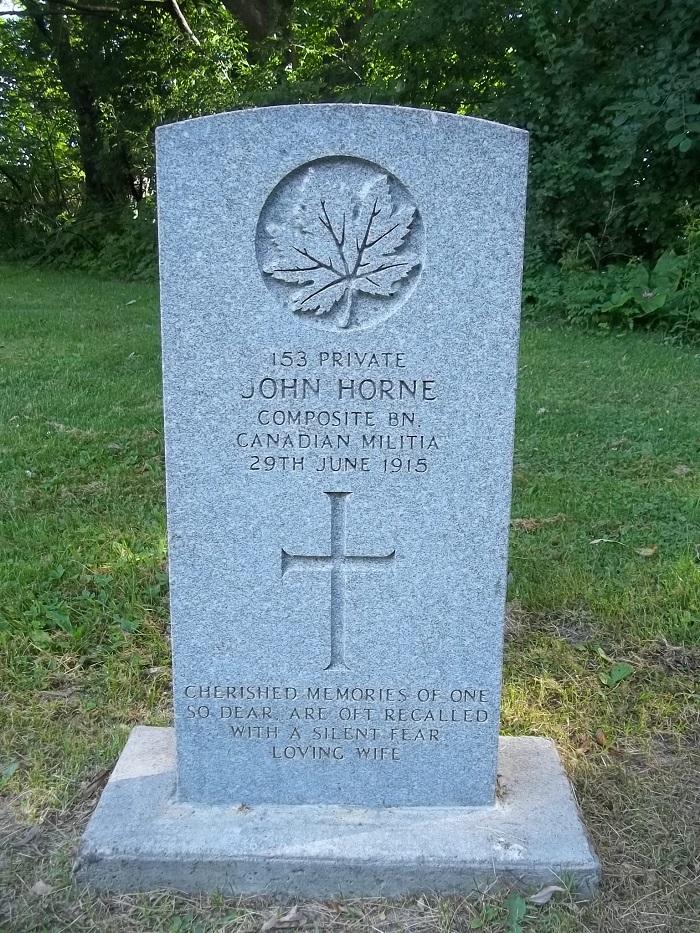 153 PRIVATE
JOHN HORNE
COMPOSITE BN.
CANADIAN MILITIA
29TH JUNE 1915
CHERISHED MEMORIES OF ONE
SO DEAR, ARE OFT RECALLED
WITH A SILENT FEAR
LOVING WIFE